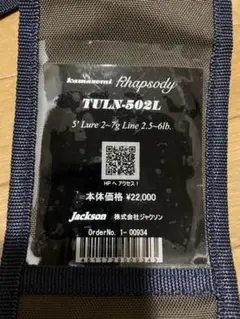 Kawasemi Rhapsody
TULN-502L
5' Lure 2~7g Line 2.5~6lb.
HPへアクセス!
本体価格 ¥22,000
Jackson 株式会社ジャクソン
OrderNo. 1-00934